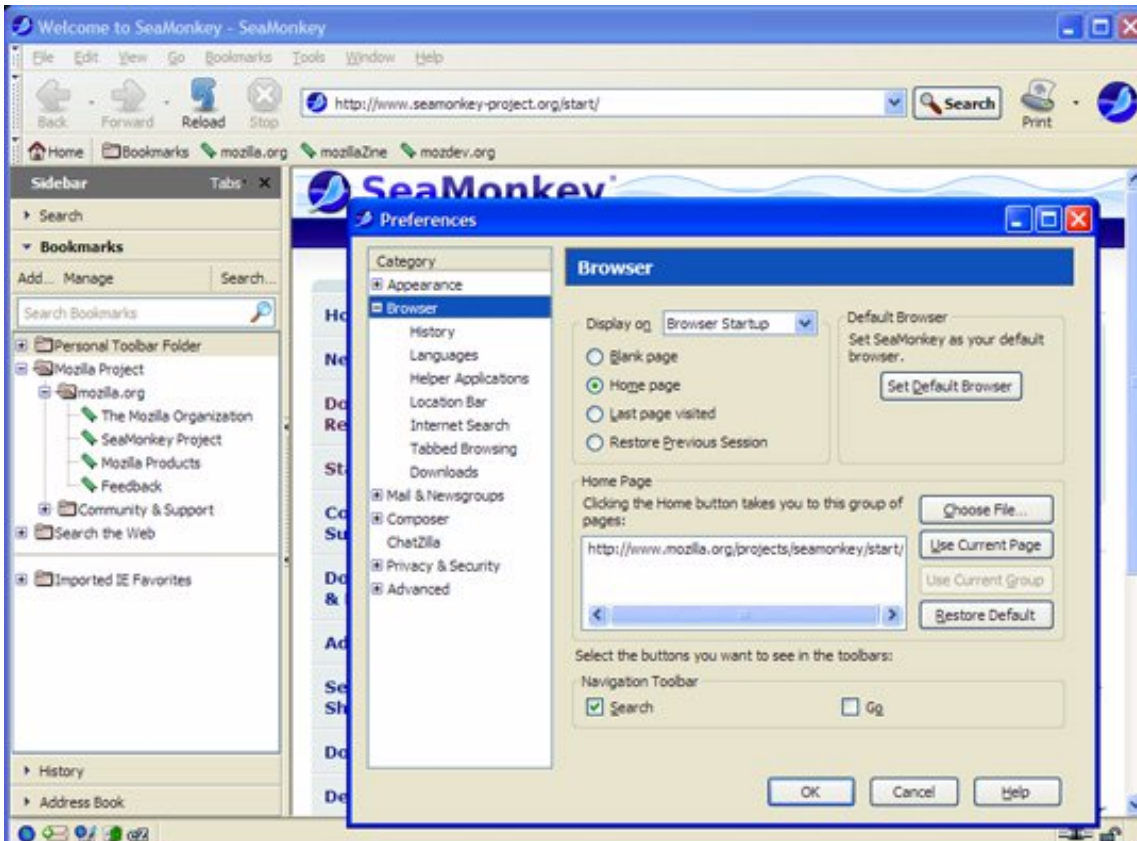 Welcome to SeaMonkey - SeaMonkey
File Edit View Go Bookmarks Tools Window Help
Back Forward Reload Stop
http://www.seamonkey-project.org/start/
Search
Print
Home Bookmarks mozilla.org mozillaZine mozdev.org
Sidebar Tabs
Search
Bookmarks
Add... Manage Search...
Search Bookmarks
Personal Toolbar Folder
Mozilla Project
mozilla.org
The Mozilla Organization
SeaMonkey Project
Mozilla Products
Feedback
Community & Support
Search the Web
Imported IE Favorites
History
Address Book
SeaMonkey
Preferences
Category
Appearance
Browser
History
Languages
Helper Applications
Location Bar
Internet Search
Tabbed Browsing
Downloads
Mail & Newsgroups
Composer
ChatZilla
Privacy & Security
Advanced
Browser
Display on Browser Startup
Blank page
Home page
Last page visited
Restore Previous Session
Default Browser
Set SeaMonkey as your default
browser.
Set Default Browser
Home Page
Clicking the Home button takes you to this group of
pages:
http://www.mozilla.org/projects/seamonkey/start/
Choose File...
Use Current Page
Use Current Group
Restore Default
Select the buttons you want to see in the toolbars:
Navigation Toolbar
Search Go
OK Cancel Help